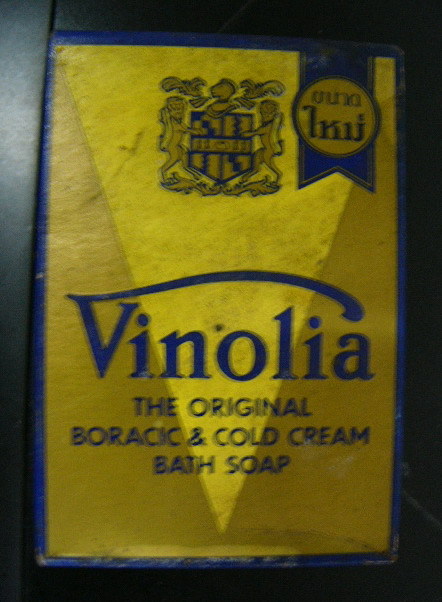 ขนาด
ใหม่
Vinolia
THE ORIGINAL
BORACIC & COLD CREAM
BATH SOAP